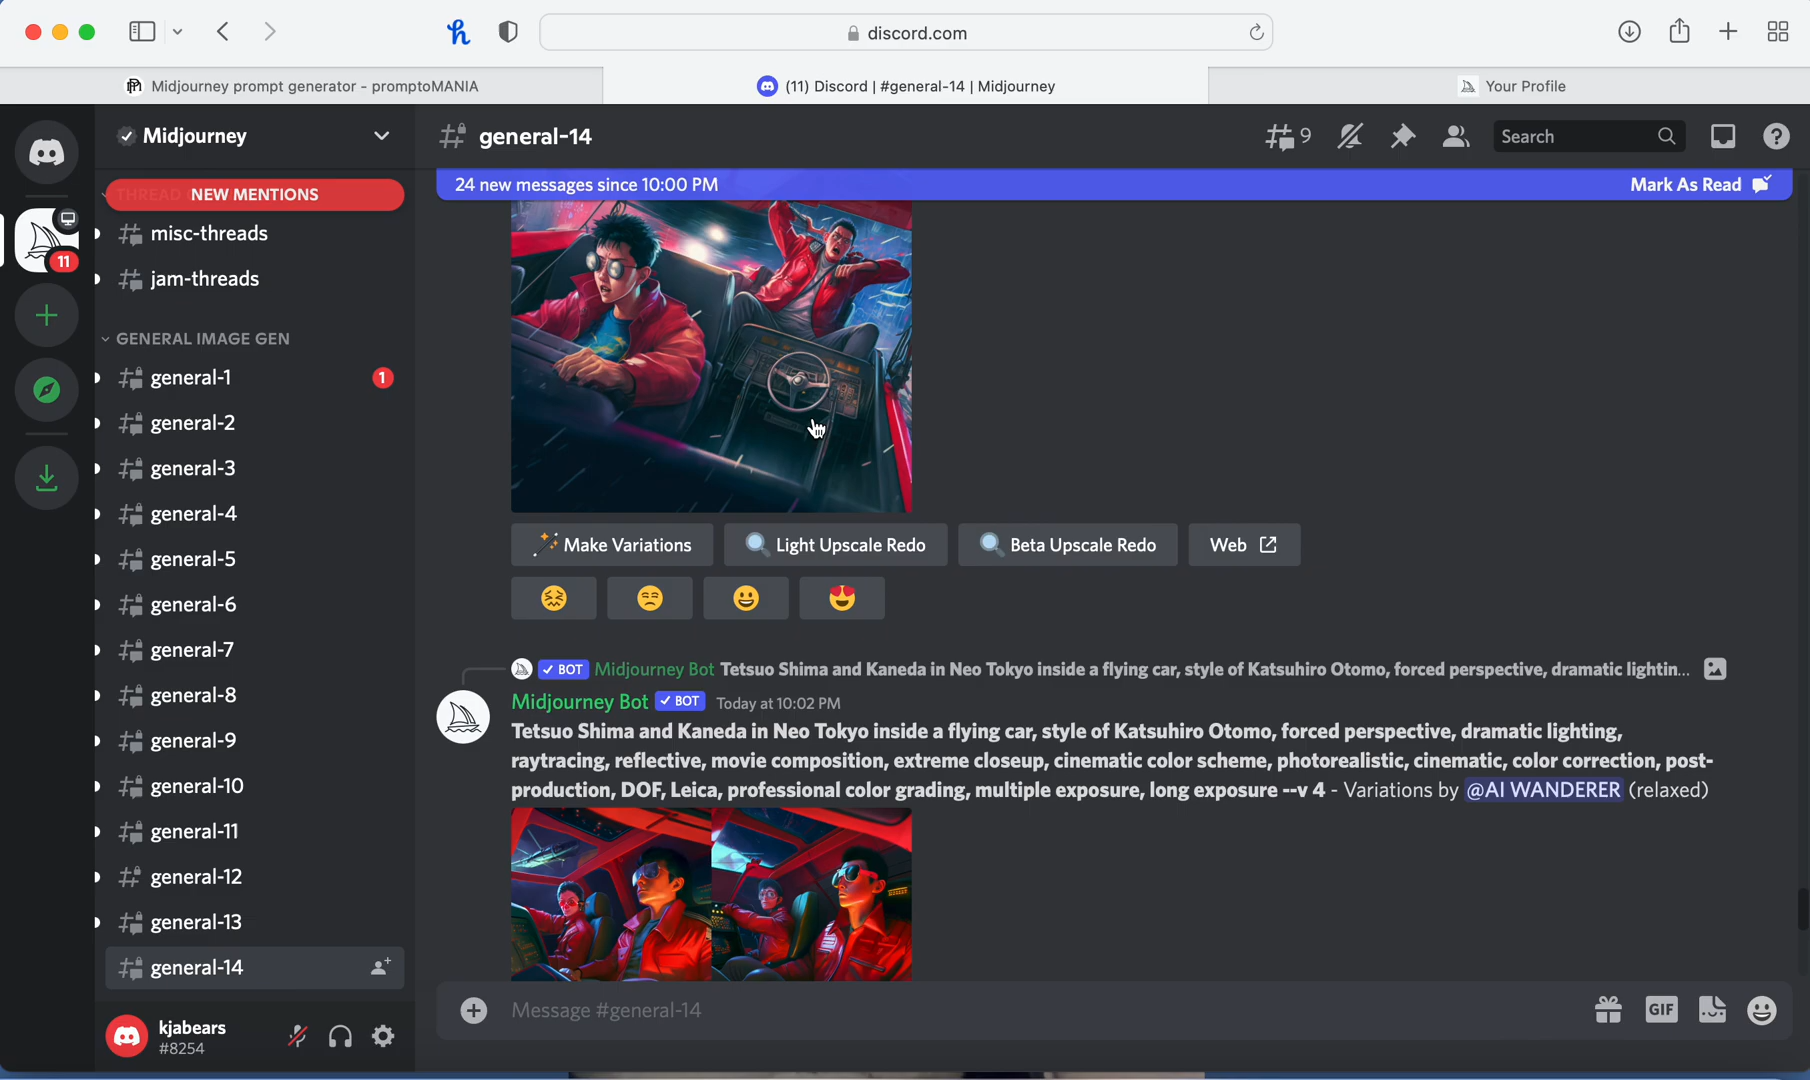 discord.com
Midjourney prompt generator - promptoMANIA
(11) Discord | #general-14 | Midjourney
Your Profile
Midjourney
general-14
9
Search
24 new messages since 10:00 PM
Mark As Read
THREAD
NEW MENTIONS
misc-threads
11
jam-threads
GENERAL IMAGE GEN
general-1
1
general-2
general-3
general-4
general-5
general-6
general-7
general-8
general-9
general-10
general-11
general-12
general-13
general-14
kjabears
#8254
Make Variations
Light Upscale Redo
Beta Upscale Redo
Web
BOT Midjourney Bot Tetsuo Shima and Kaneda in Neo Tokyo inside a flying car, style of Katsuhiro Otomo, forced perspective, dramatic lightin...
Midjourney Bot BOT Today at 10:02 PM
Tetsuo Shima and Kaneda in Neo Tokyo inside a flying car, style of Katsuhiro Otomo, forced perspective, dramatic lighting,
raytracing, reflective, movie composition, extreme closeup, cinematic color scheme, photorealistic, cinematic, color correction, post-
production, DOF, Leica, professional color grading, multiple exposure, long exposure --v 4 - Variations by @AI WANDERER (relaxed)
Message #general-14
GIF